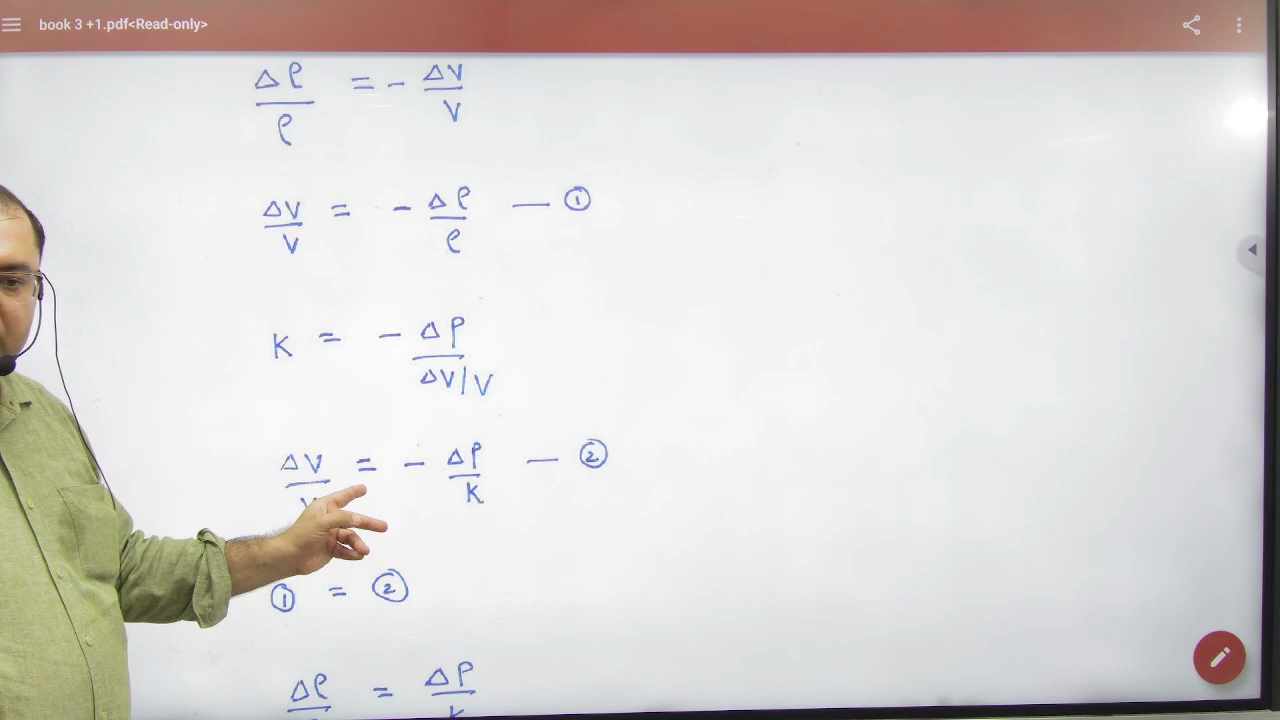 book 3 +1.pdf<Read-only>
Δρ/ρ = - ΔV/V
ΔV/V = - Δρ/ρ — ①
K = - ΔP/(ΔV/V)
ΔV/V = - ΔP/K — ②
① = ②
Δρ/ρ = ΔP/K